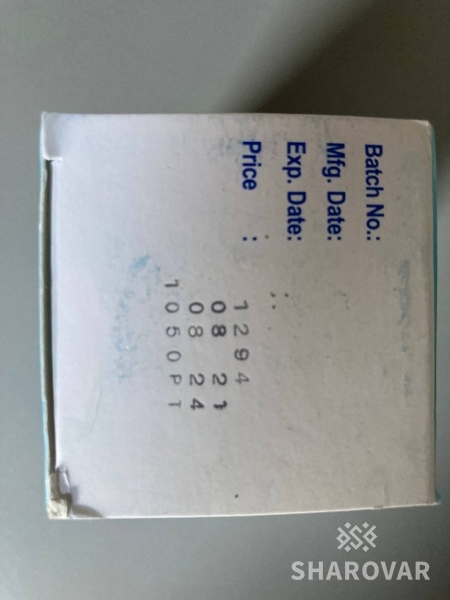 Batch No.:
Mfg. Date:
Exp. Date:
Price :
1294
08 21
08 24
1050PT
SHAROVAR